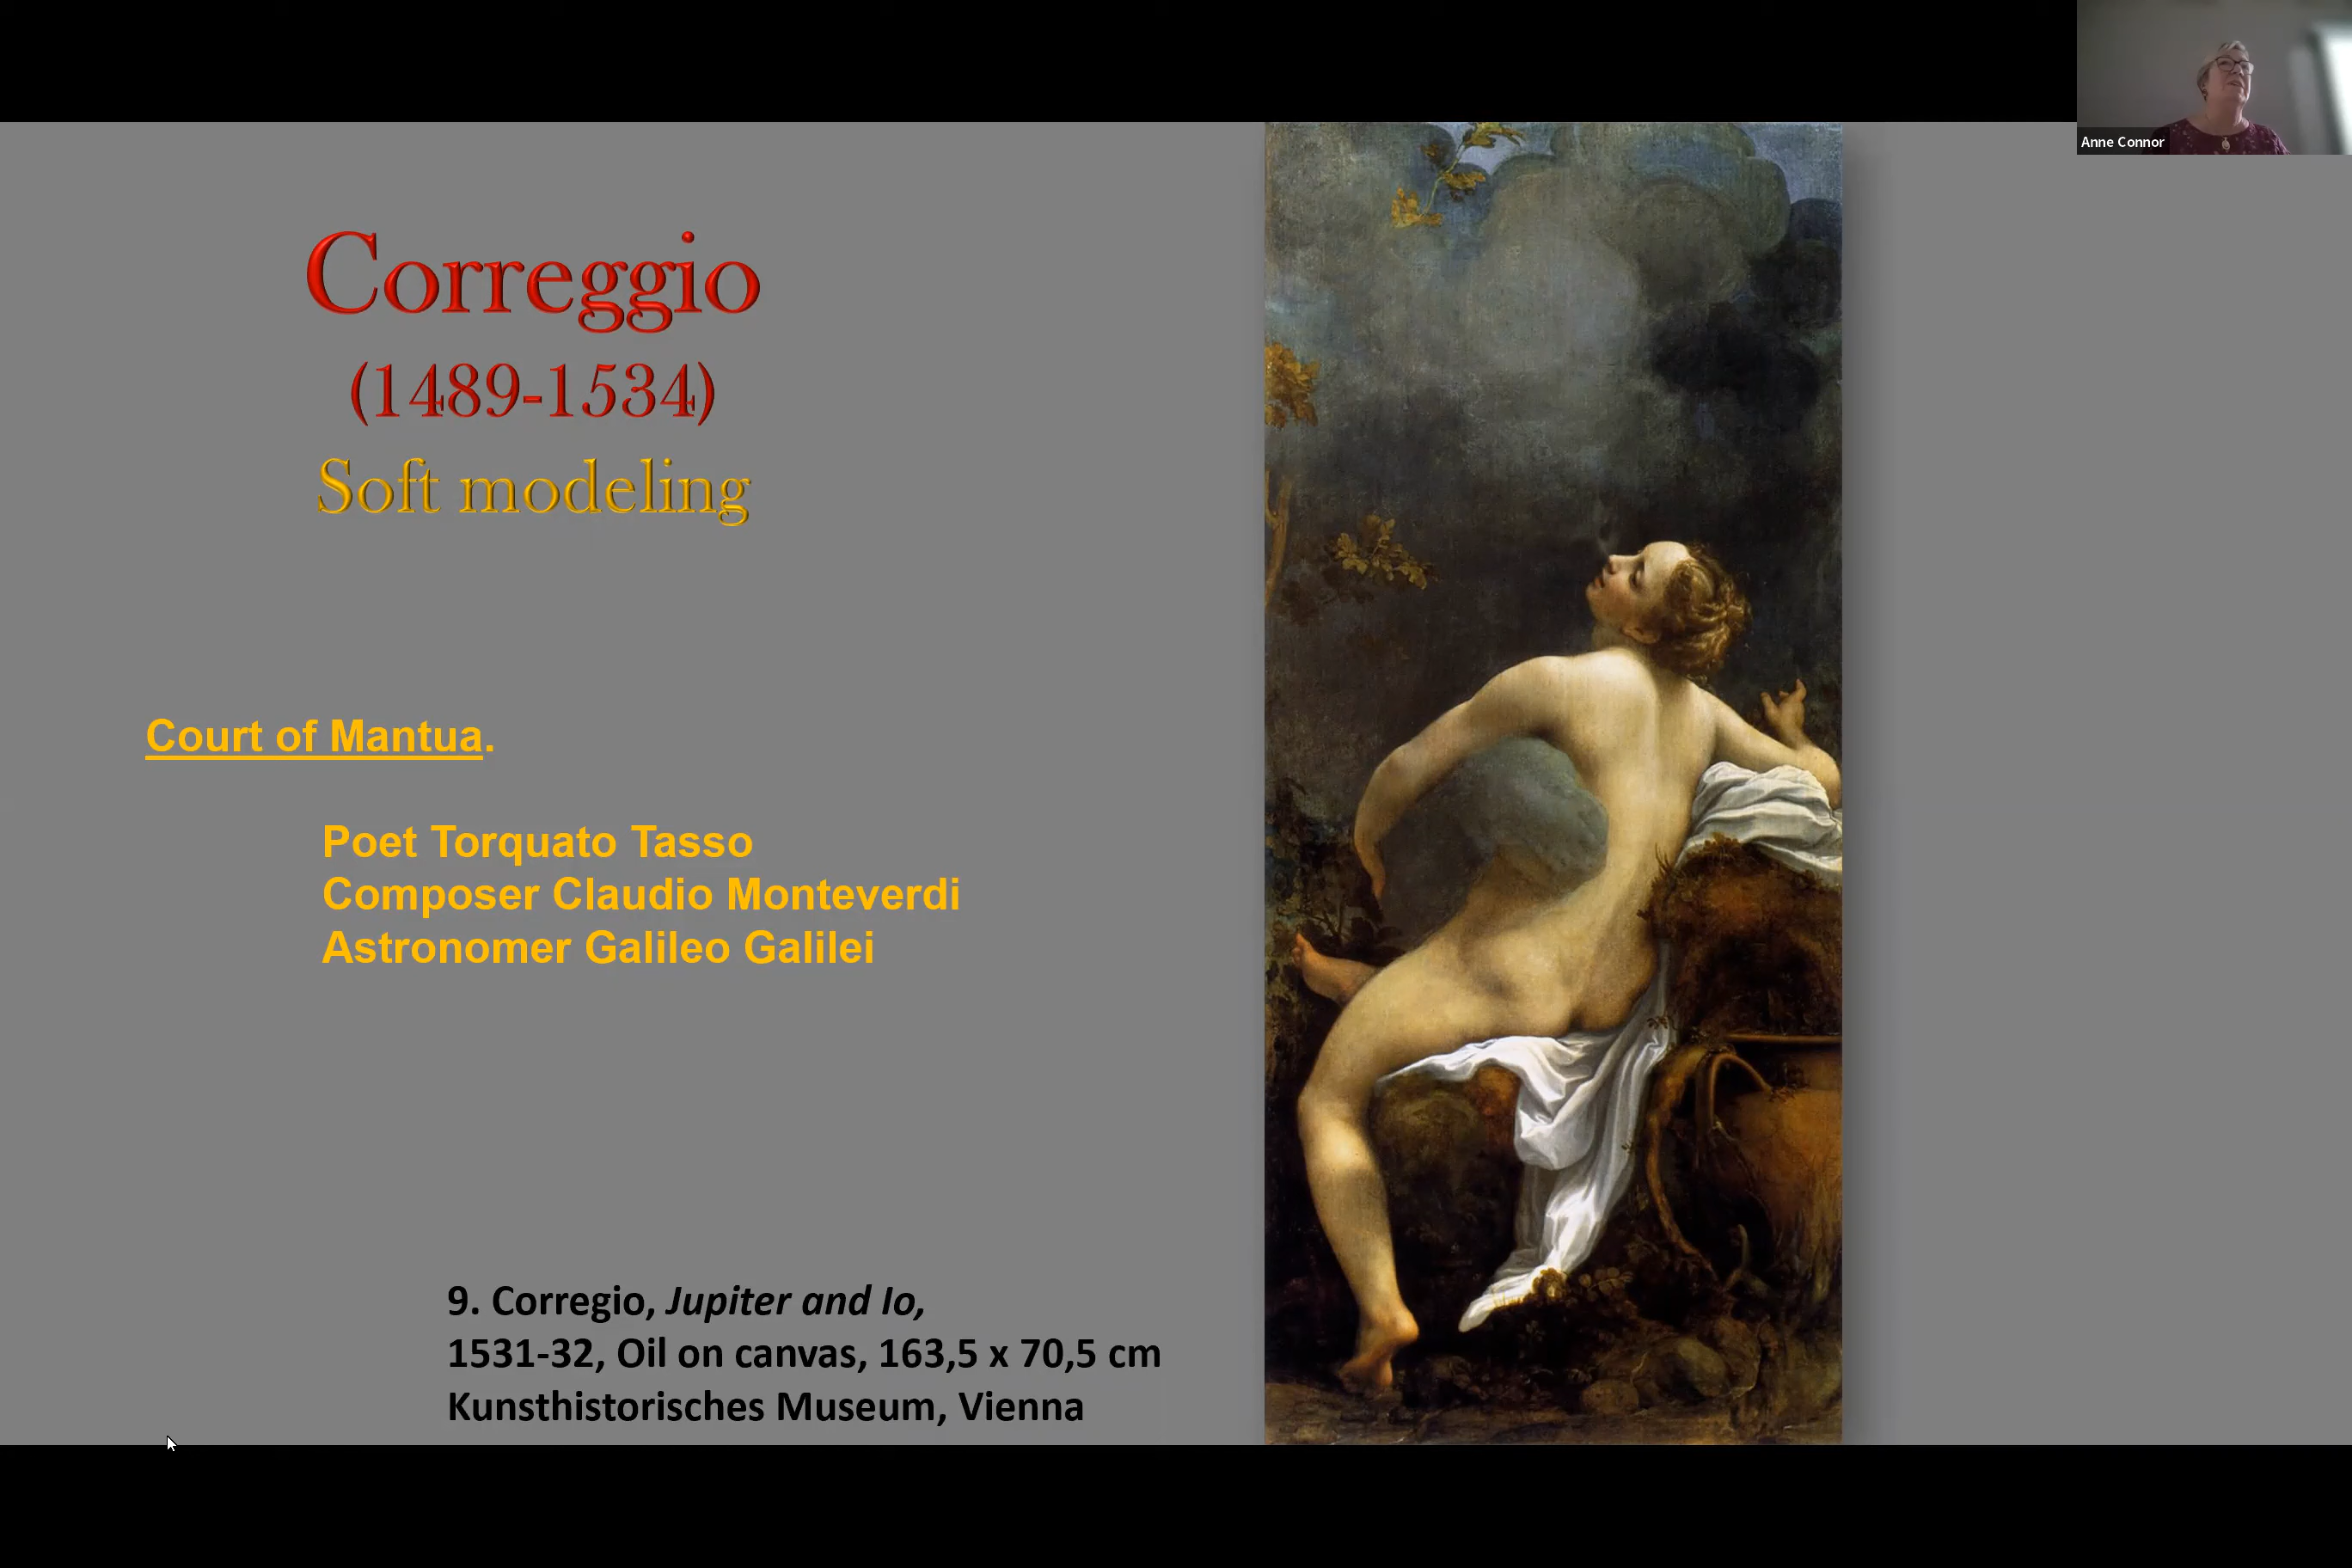 Correggio
(1489-1534)
Soft modeling
Court of Mantua.
Poet Torquato Tasso
Composer Claudio Monteverdi
Astronomer Galileo Galilei
9. Corregio, Jupiter and Io,
1531-32, Oil on canvas, 163,5 x 70,5 cm
Kunsthistorisches Museum, Vienna
Anne Connor